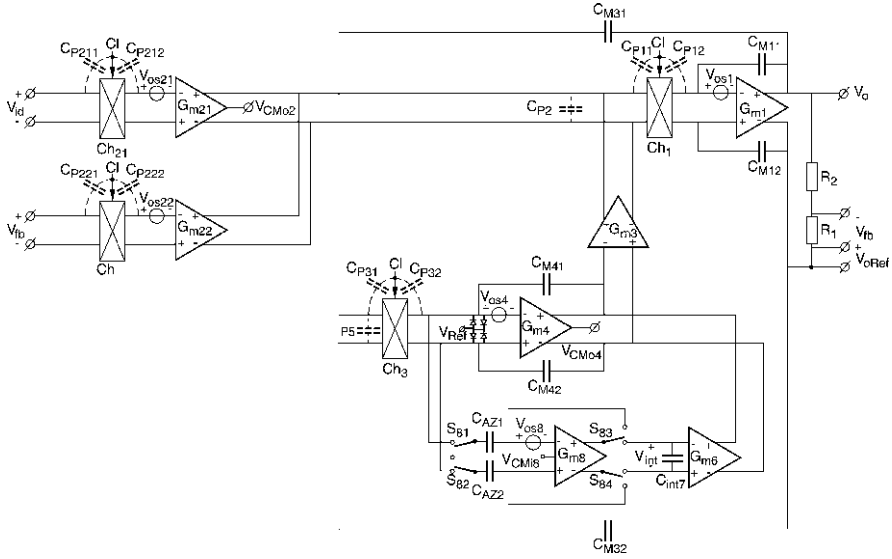 C_M31
C_P211 Cl C_P212
C_P11 Cl C_P12
C_M11
V_os21
V_os1
+ V_id -
G_m21
V_CMo2
C_P2
G_m1
V_o
Ch_21
Ch_1
C_M12
C_P221 Cl C_P222
R_2
V_os22
+ V_fb -
G_m22
G_m3
R_1
- V_fb +
V_oRef
Ch
C_P31 Cl C_P32
C_M41
V_os4
P5
V_Ref
G_m4
V_CMo4
Ch_3
C_M42
S_81
C_AZ1
V_os8
S_83
V_CMi8
G_m8
V_int
G_m6
S_82
C_AZ2
S_84
C_int7
C_M32